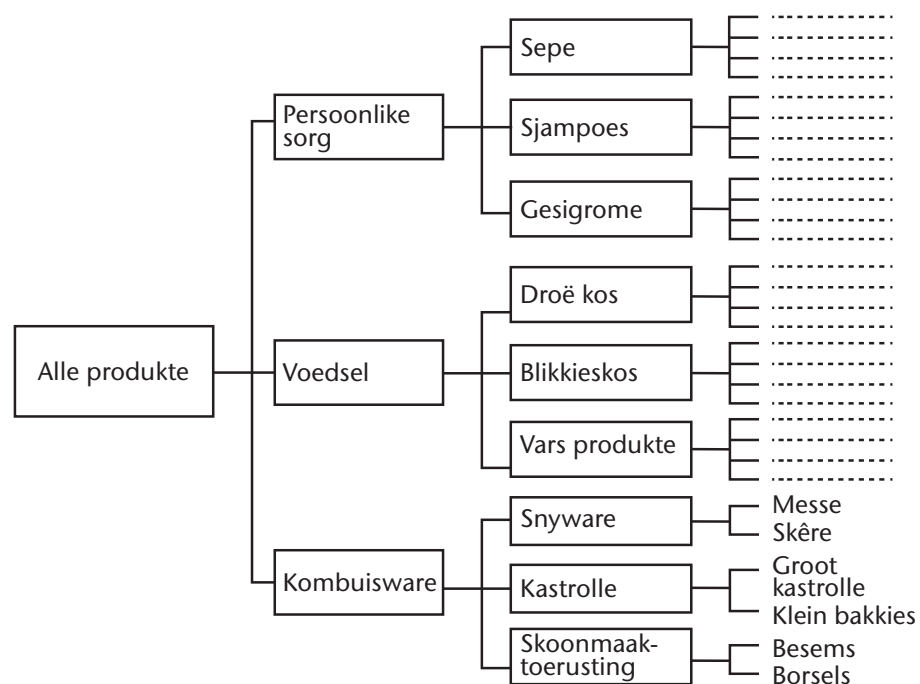 Alle produkte
Persoonlike
sorg
Sepe
Sjampoes
Gesigrome
Voedsel
Droë kos
Blikkieskos
Vars produkte
Kombuisware
Snyware
Messe
Skêre
Kastrolle
Groot
kastrolle
Klein bakkies
Skoonmaak-
toerusting
Besems
Borsels